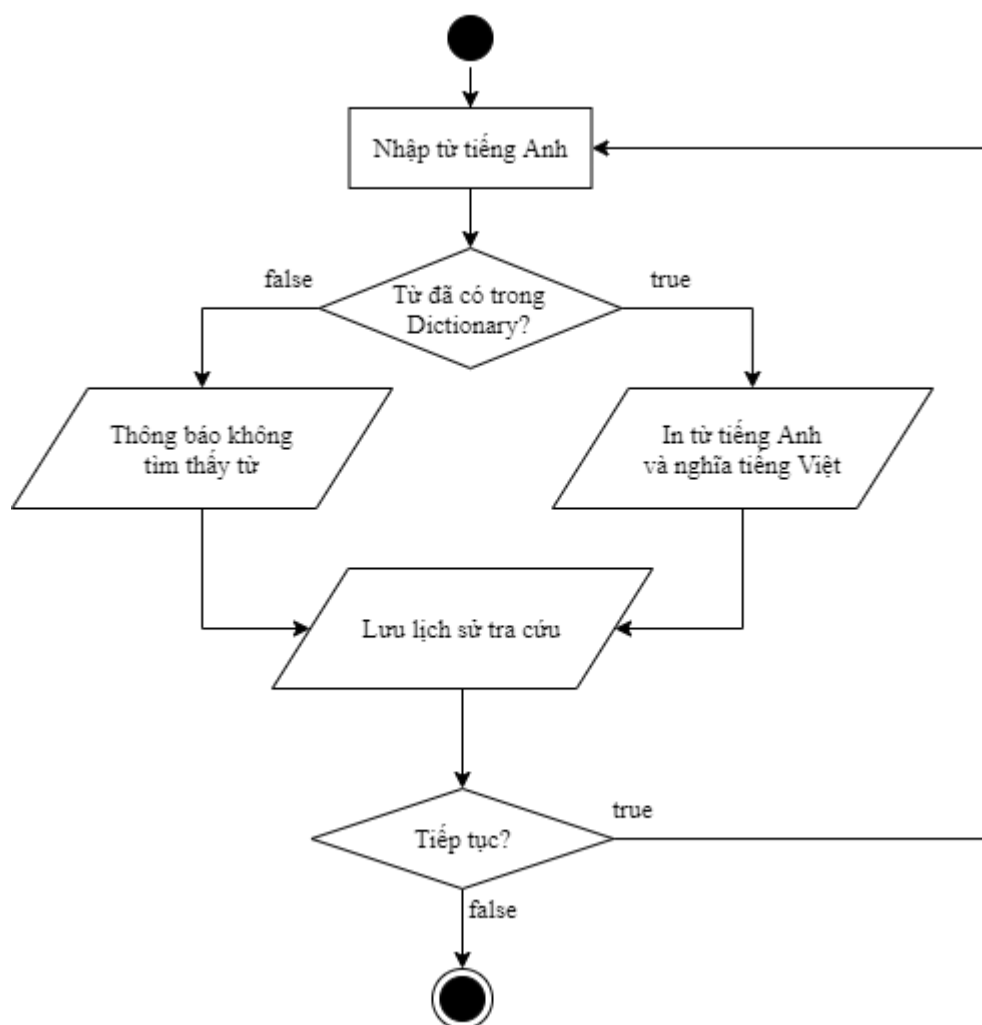 Nhập từ tiếng Anh
false
true
Từ đã có trong
Dictionary?
Thông báo không
tìm thấy từ
In từ tiếng Anh
và nghĩa tiếng Việt
Lưu lịch sử tra cứu
Tiếp tục?
true
false